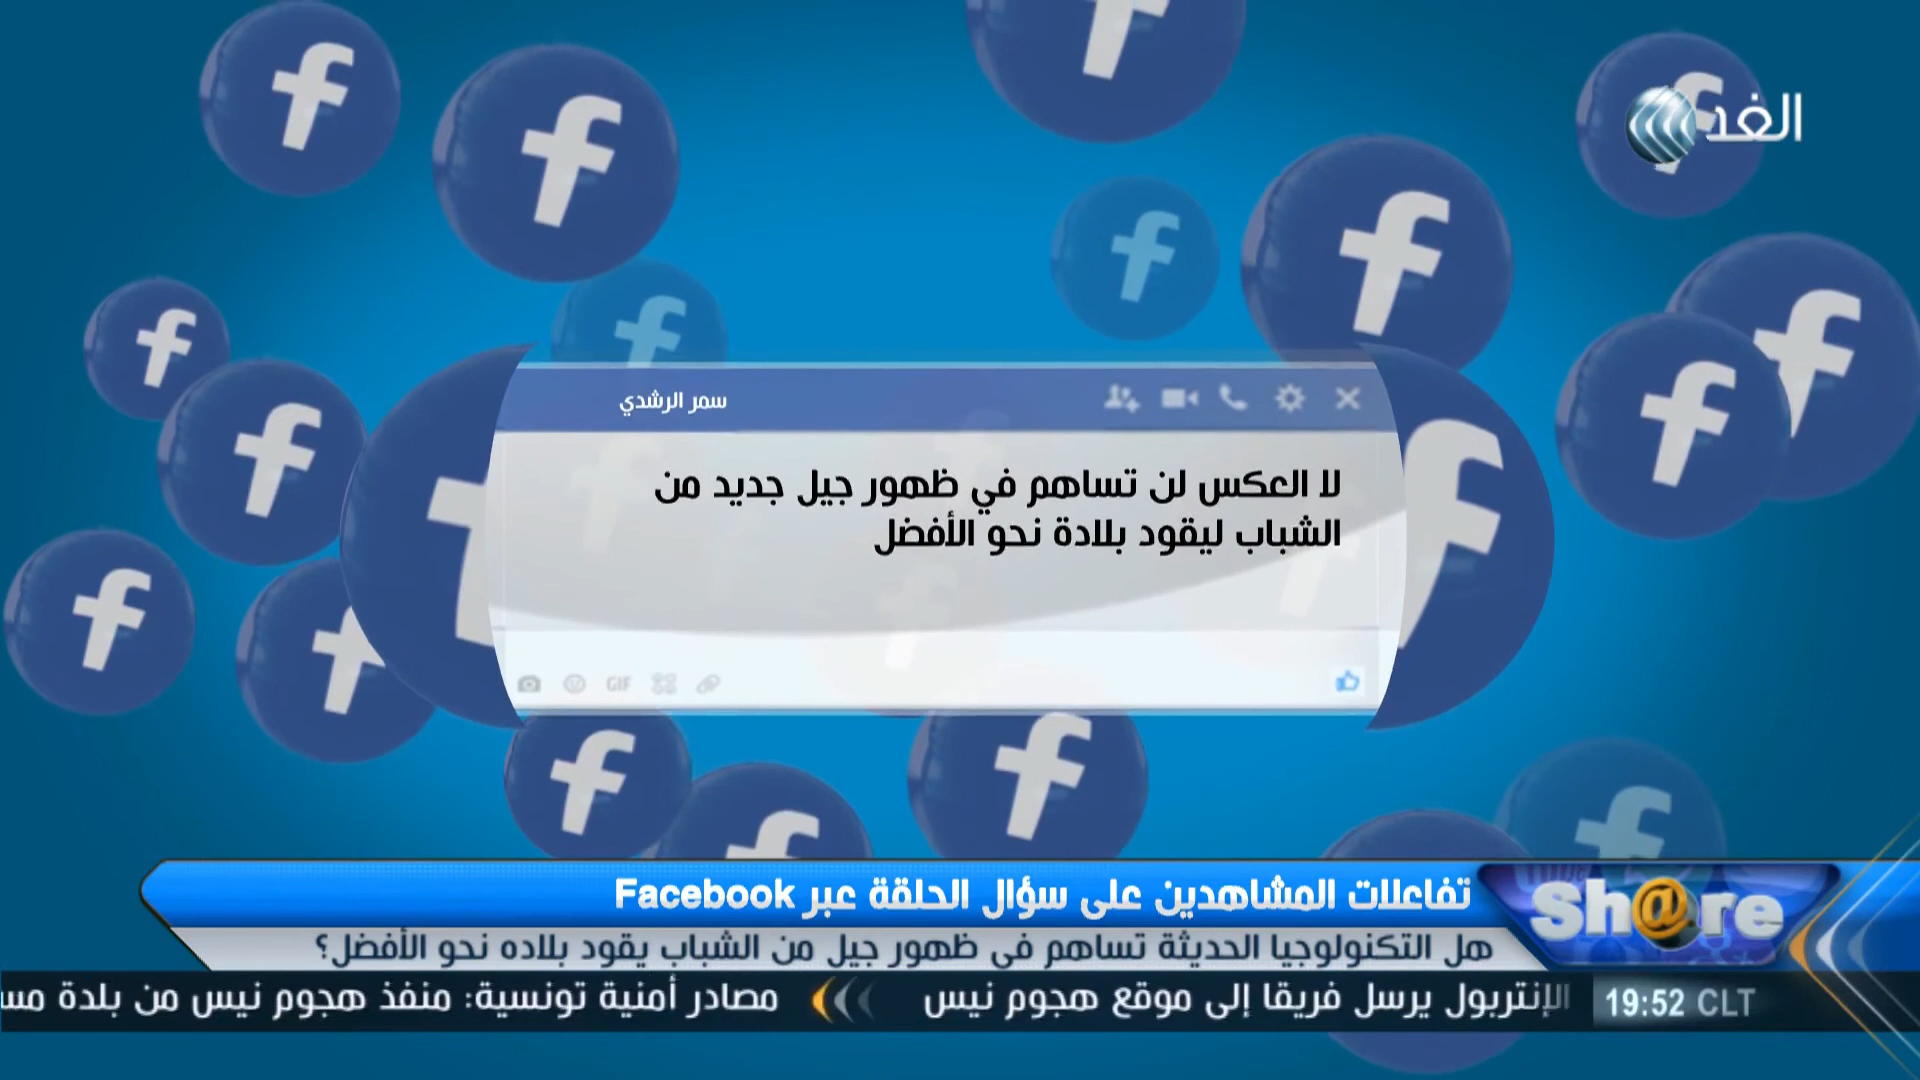 الغد
سمر الرشدي
لا العكس لن تساهم في ظهور جيل جديد من
الشباب ليقود بلادة نحو الأفضل
GIF
تفاعلات المشاهدين على سؤال الحلقة عبر Facebook
Sh@re
هل التكنولوجيا الحديثة تساهم في ظهور جيل من الشباب يقود بلاده نحو الأفضل؟
الإنتربول يرسل فريقا إلى موقع هجوم نيس
مصادر أمنية تونسية: منفذ هجوم نيس من بلدة
19:52 CLT